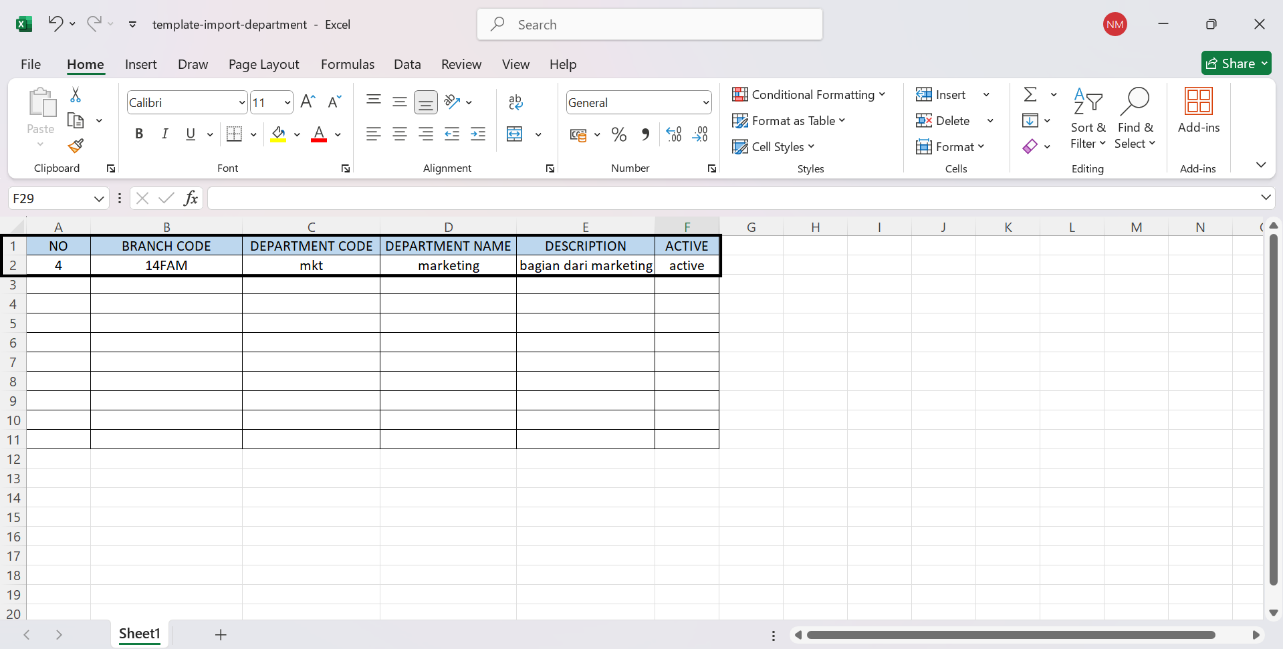 template-import-department - Excel
Search
NM
File Home Insert Draw Page Layout Formulas Data Review View Help
Share
Paste
Calibri 11
B I U A
General
% 9
Conditional Formatting
Format as Table
Cell Styles
Insert
Delete
Format
Sort & Filter
Find & Select
Add-ins
Clipboard Font Alignment Number Styles Cells Editing Add-ins
F29 fx
A B C D E F G H I J K L M N
1 NO BRANCH CODE DEPARTMENT CODE DEPARTMENT NAME DESCRIPTION ACTIVE
2 4 14FAM mkt marketing bagian dari marketing active
3
4
5
6
7
8
9
10
11
12
13
14
15
16
17
18
19
20
Sheet1